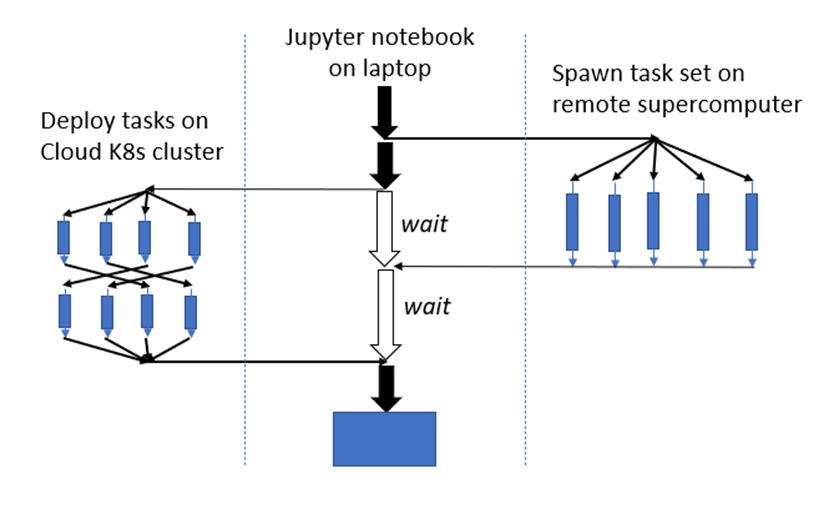 Jupyter notebook
on laptop
Spawn task set on
remote supercomputer
Deploy tasks on
Cloud K8s cluster
wait
wait